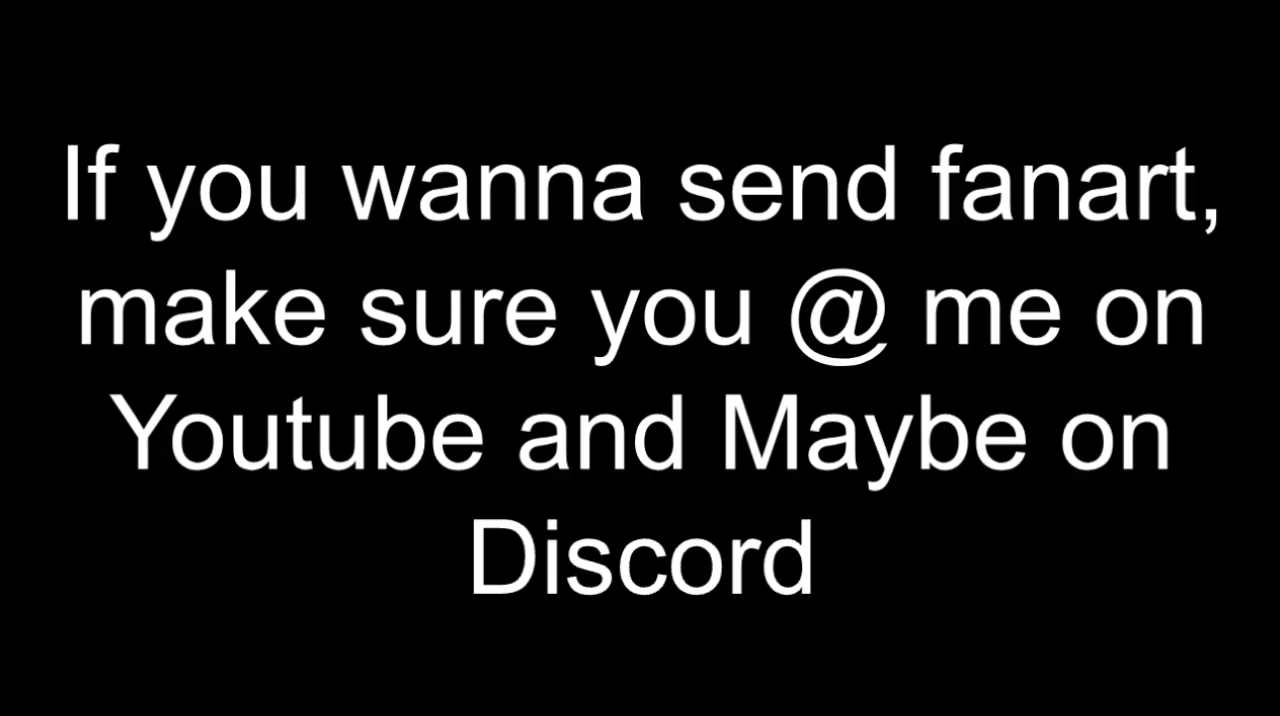 If you wanna send fanart,
make sure you @ me on
Youtube and Maybe on
Discord